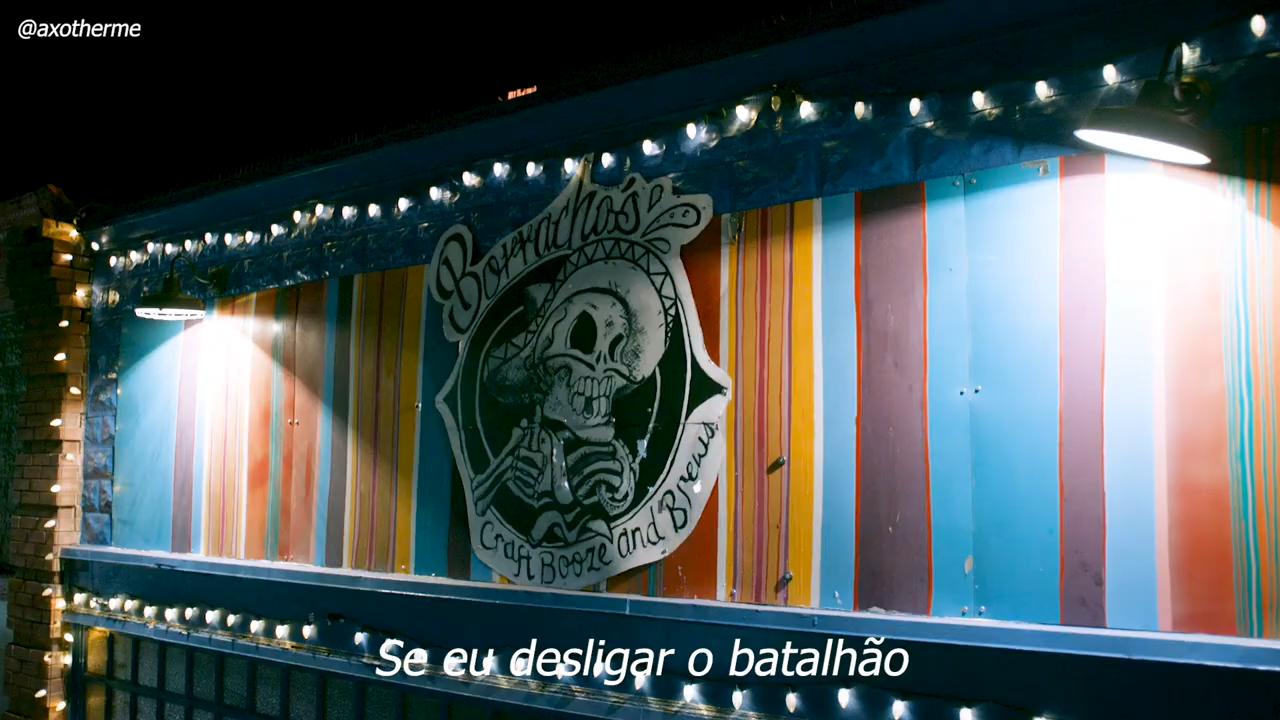 @axotherme
Borracho's
Craft Booze and Brews
Se eu desligar o batalhão